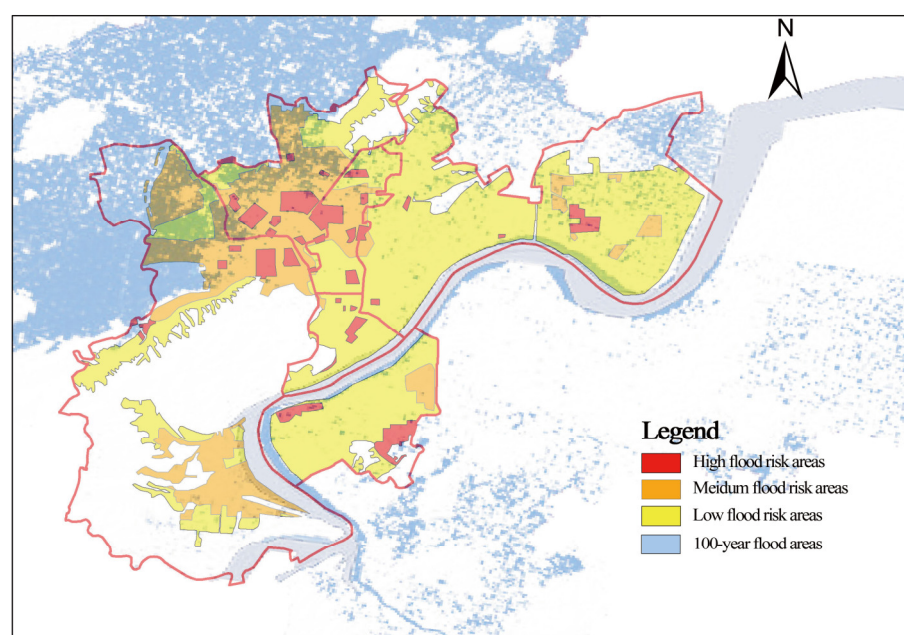 N
Legend
High flood risk areas
Meidum flood risk areas
Low flood risk areas
100-year flood areas